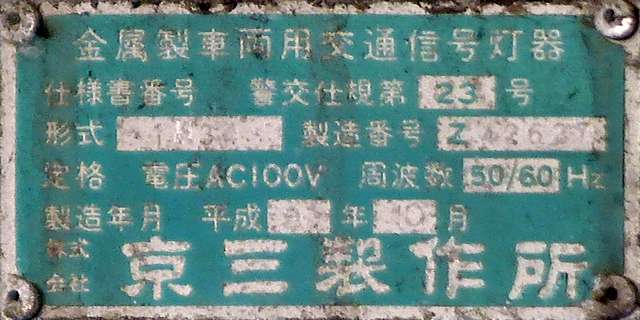 金属製車両用交通信号灯器
仕様書番号 警交仕規第 23 号
形式 製造番号 Z42627
定格 電圧AC100V 周波数 50/60 Hz
製造年月 平成 年 10 月
株式会社 京三製作所